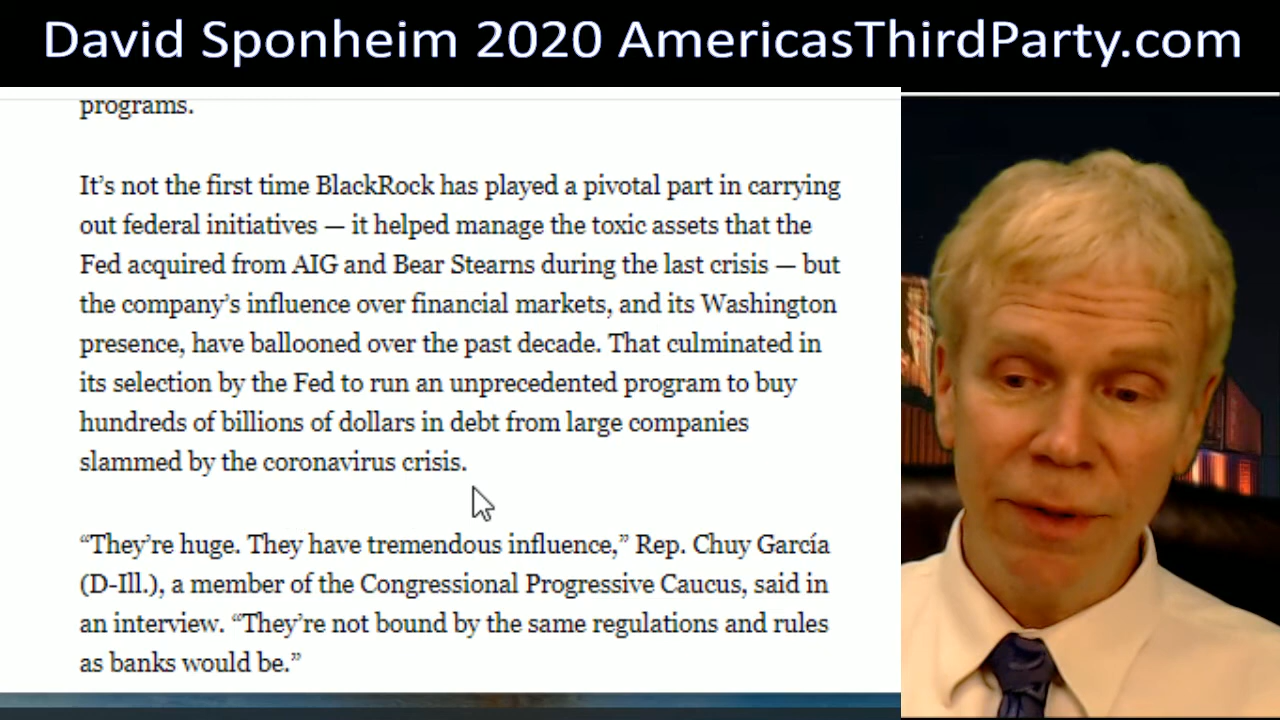 David Sponheim 2020 AmericasThirdParty.com
programs.
It’s not the first time BlackRock has played a pivotal part in carrying
out federal initiatives — it helped manage the toxic assets that the
Fed acquired from AIG and Bear Stearns during the last crisis — but
the company’s influence over financial markets, and its Washington
presence, have ballooned over the past decade. That culminated in
its selection by the Fed to run an unprecedented program to buy
hundreds of billions of dollars in debt from large companies
slammed by the coronavirus crisis.
“They’re huge. They have tremendous influence,” Rep. Chuy García
(D-Ill.), a member of the Congressional Progressive Caucus, said in
an interview. “They’re not bound by the same regulations and rules
as banks would be.”